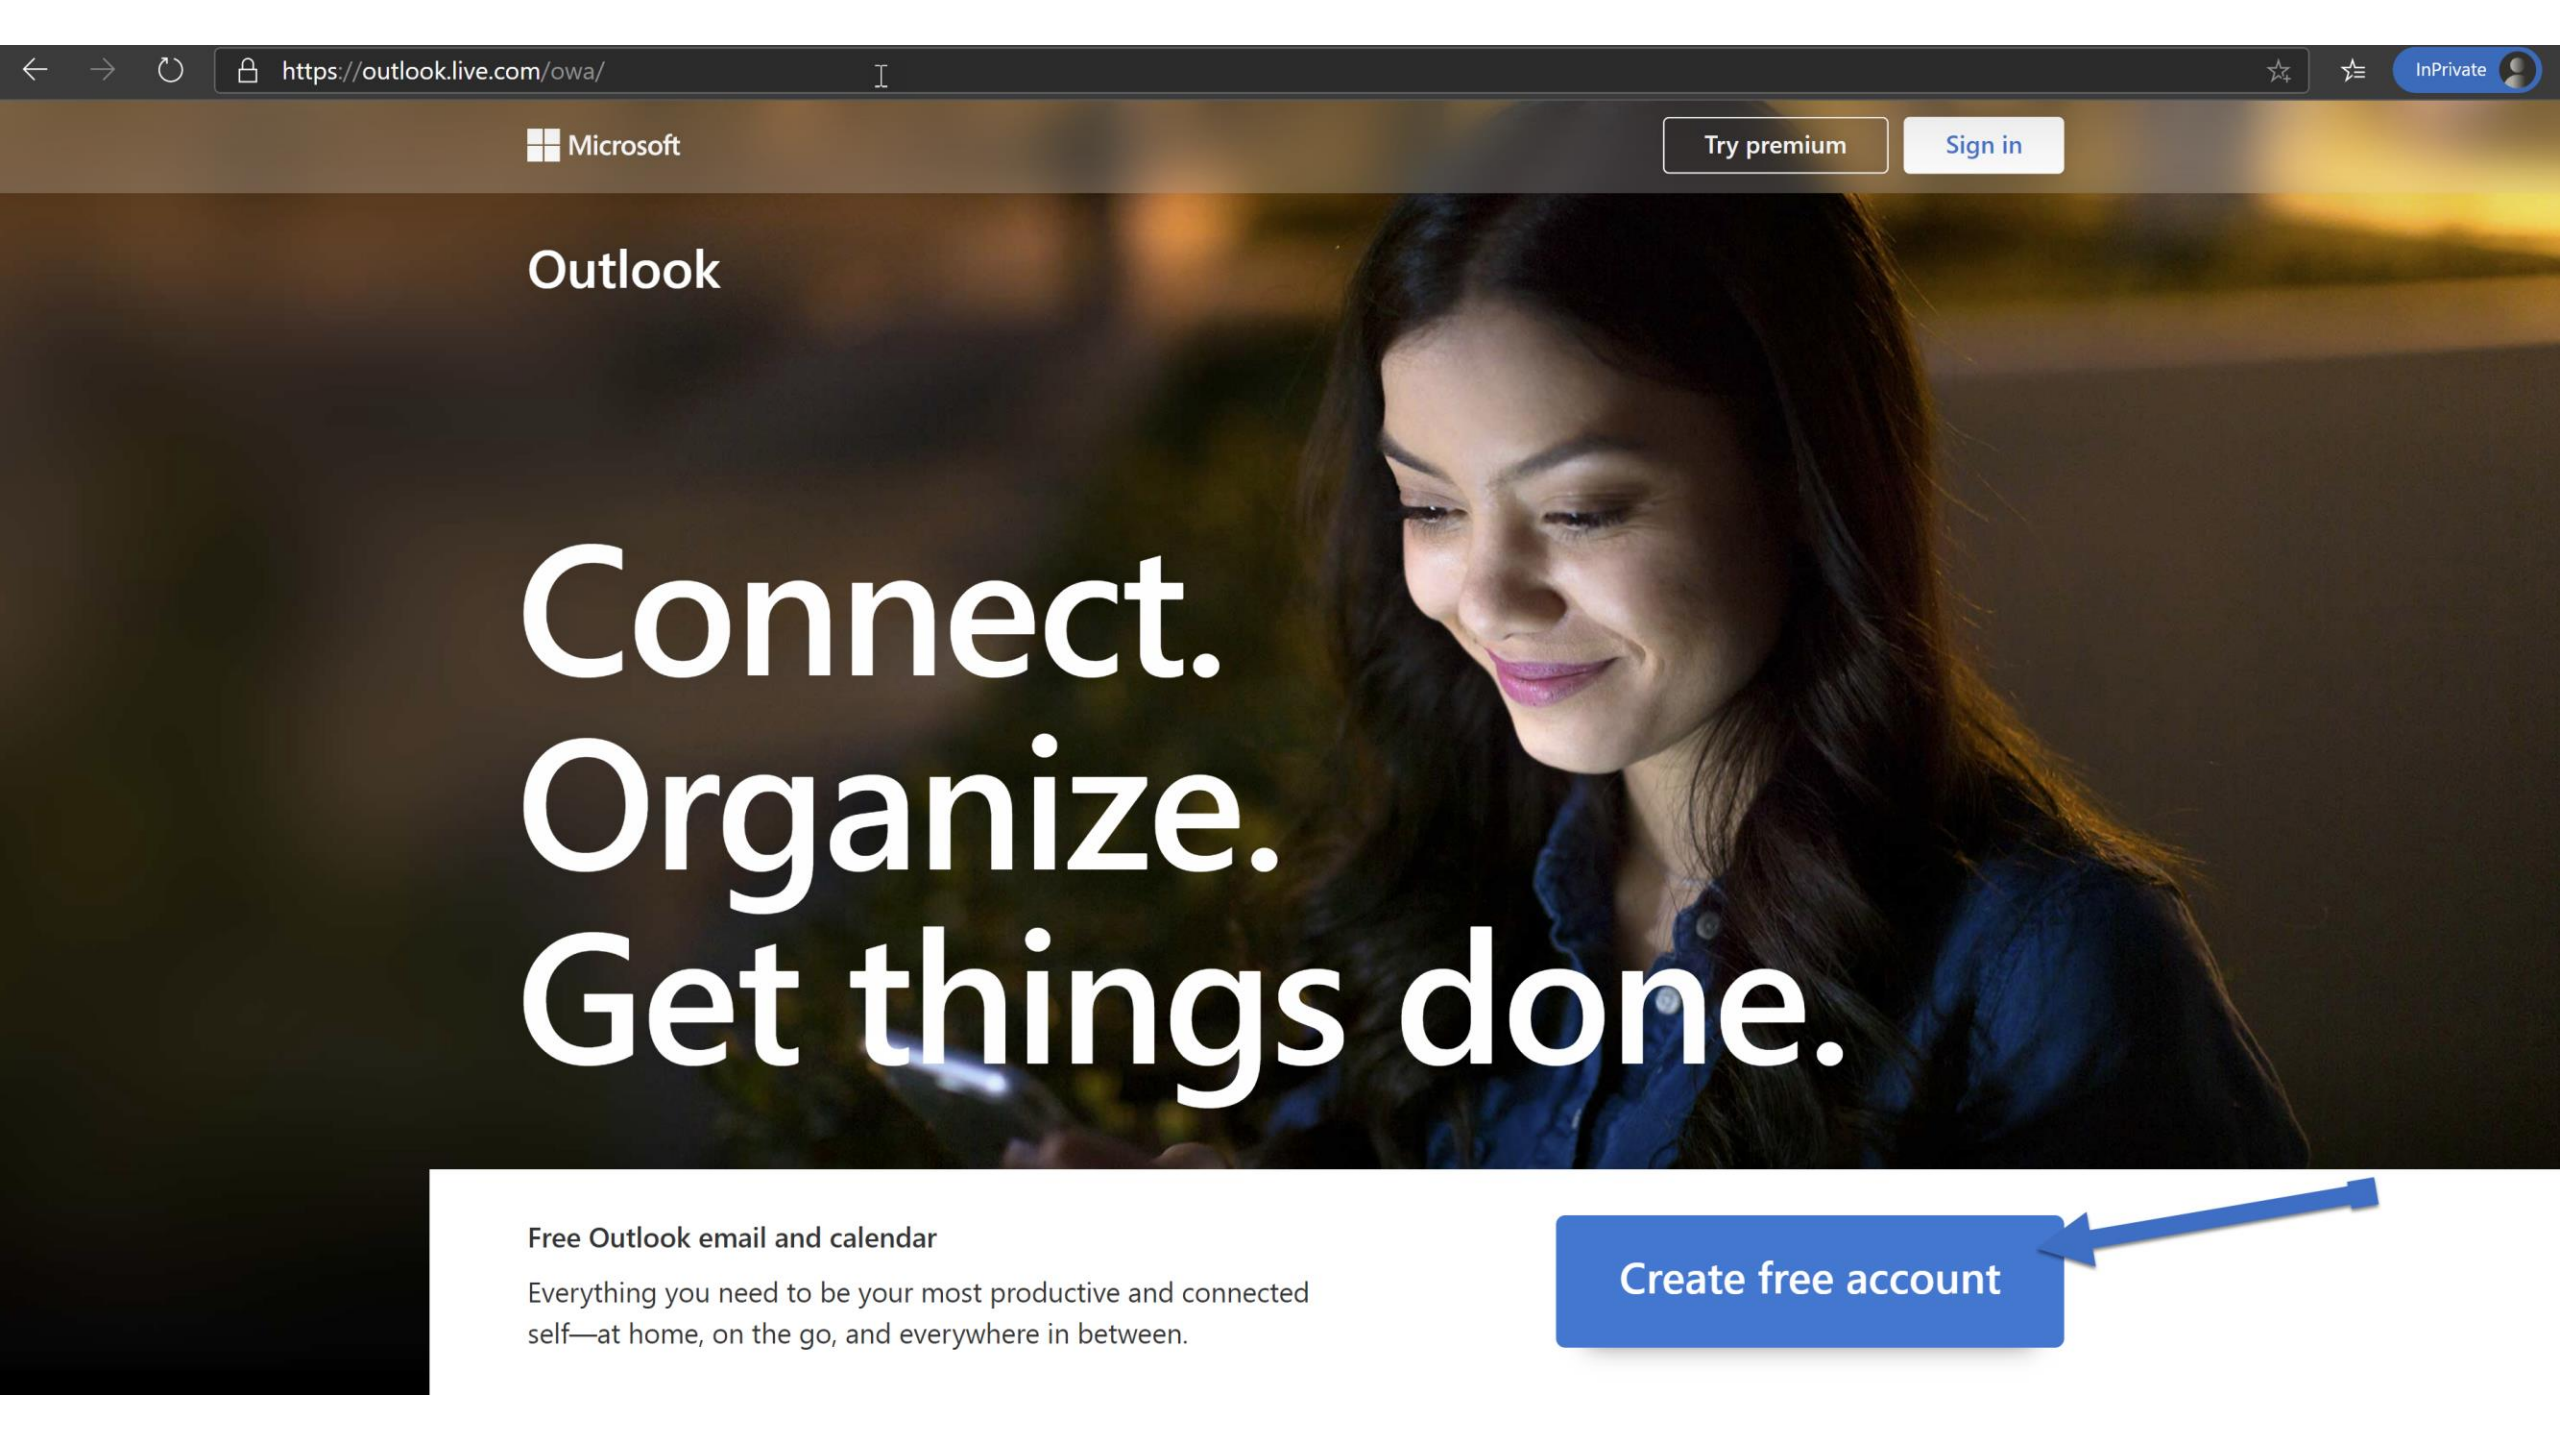 https://outlook.live.com/owa/
InPrivate
Microsoft
Try premium
Sign in
Outlook
Connect.
Organize.
Get things done.
Free Outlook email and calendar
Everything you need to be your most productive and connected
self—at home, on the go, and everywhere in between.
Create free account